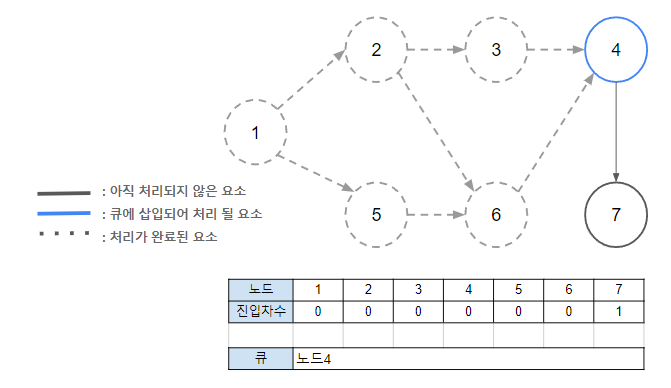 2
3
4
1
: 아직 처리되지 않은 요소
: 큐에 삽입되어 처리 될 요소
: 처리가 완료된 요소
5
6
7
노드 1 2 3 4 5 6 7
진입차수 0 0 0 0 0 0 1
큐 노드4